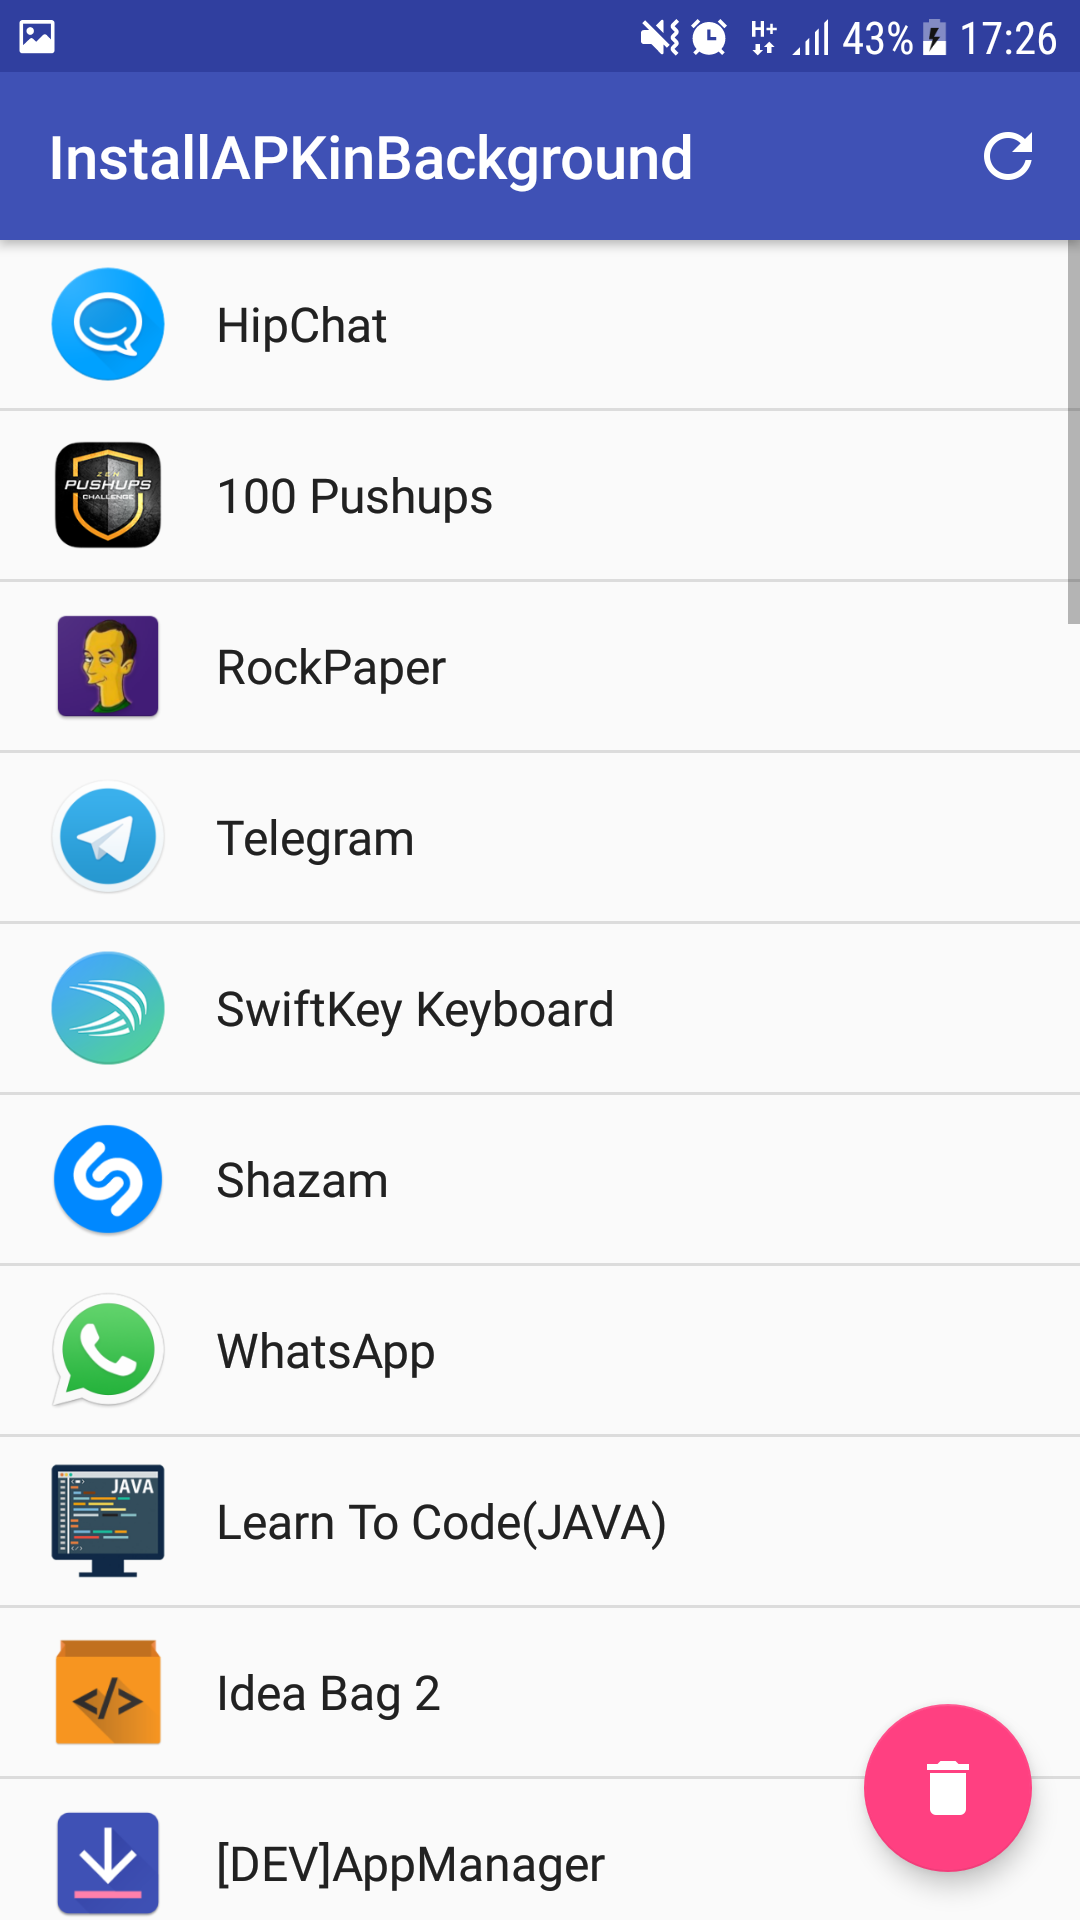 H+ 43% 17:26
InstallAPKinBackground
HipChat
ZEN
PUSHUPS
CHALLENGE
100 Pushups
RockPaper
Telegram
SwiftKey Keyboard
Shazam
WhatsApp
JAVA
Learn To Code(JAVA)
</>
Idea Bag 2
[DEV]AppManager